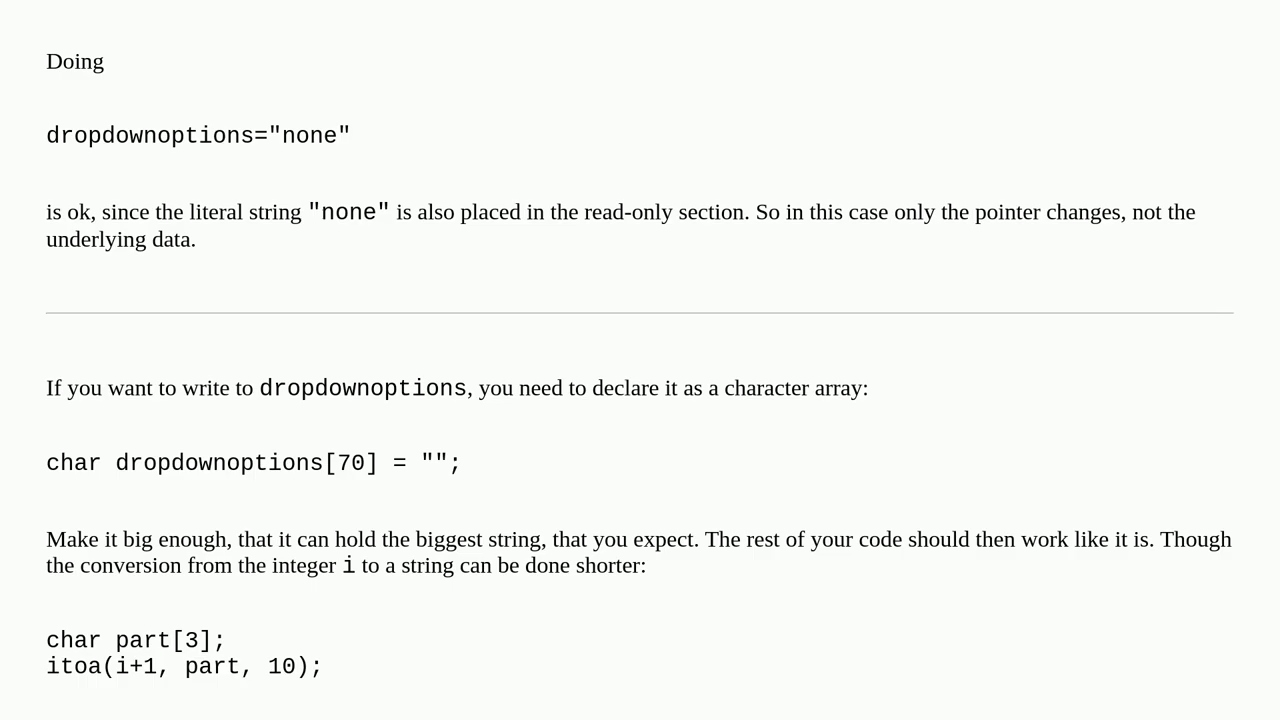 Doing
dropdownoptions="none"
is ok, since the literal string "none" is also placed in the read-only section. So in this case only the pointer changes, not the
underlying data.
If you want to write to dropdownoptions, you need to declare it as a character array:
char dropdownoptions[70] = "";
Make it big enough, that it can hold the biggest string, that you expect. The rest of your code should then work like it is. Though
the conversion from the integer i to a string can be done shorter:
char part[3];
itoa(i+1, part, 10);